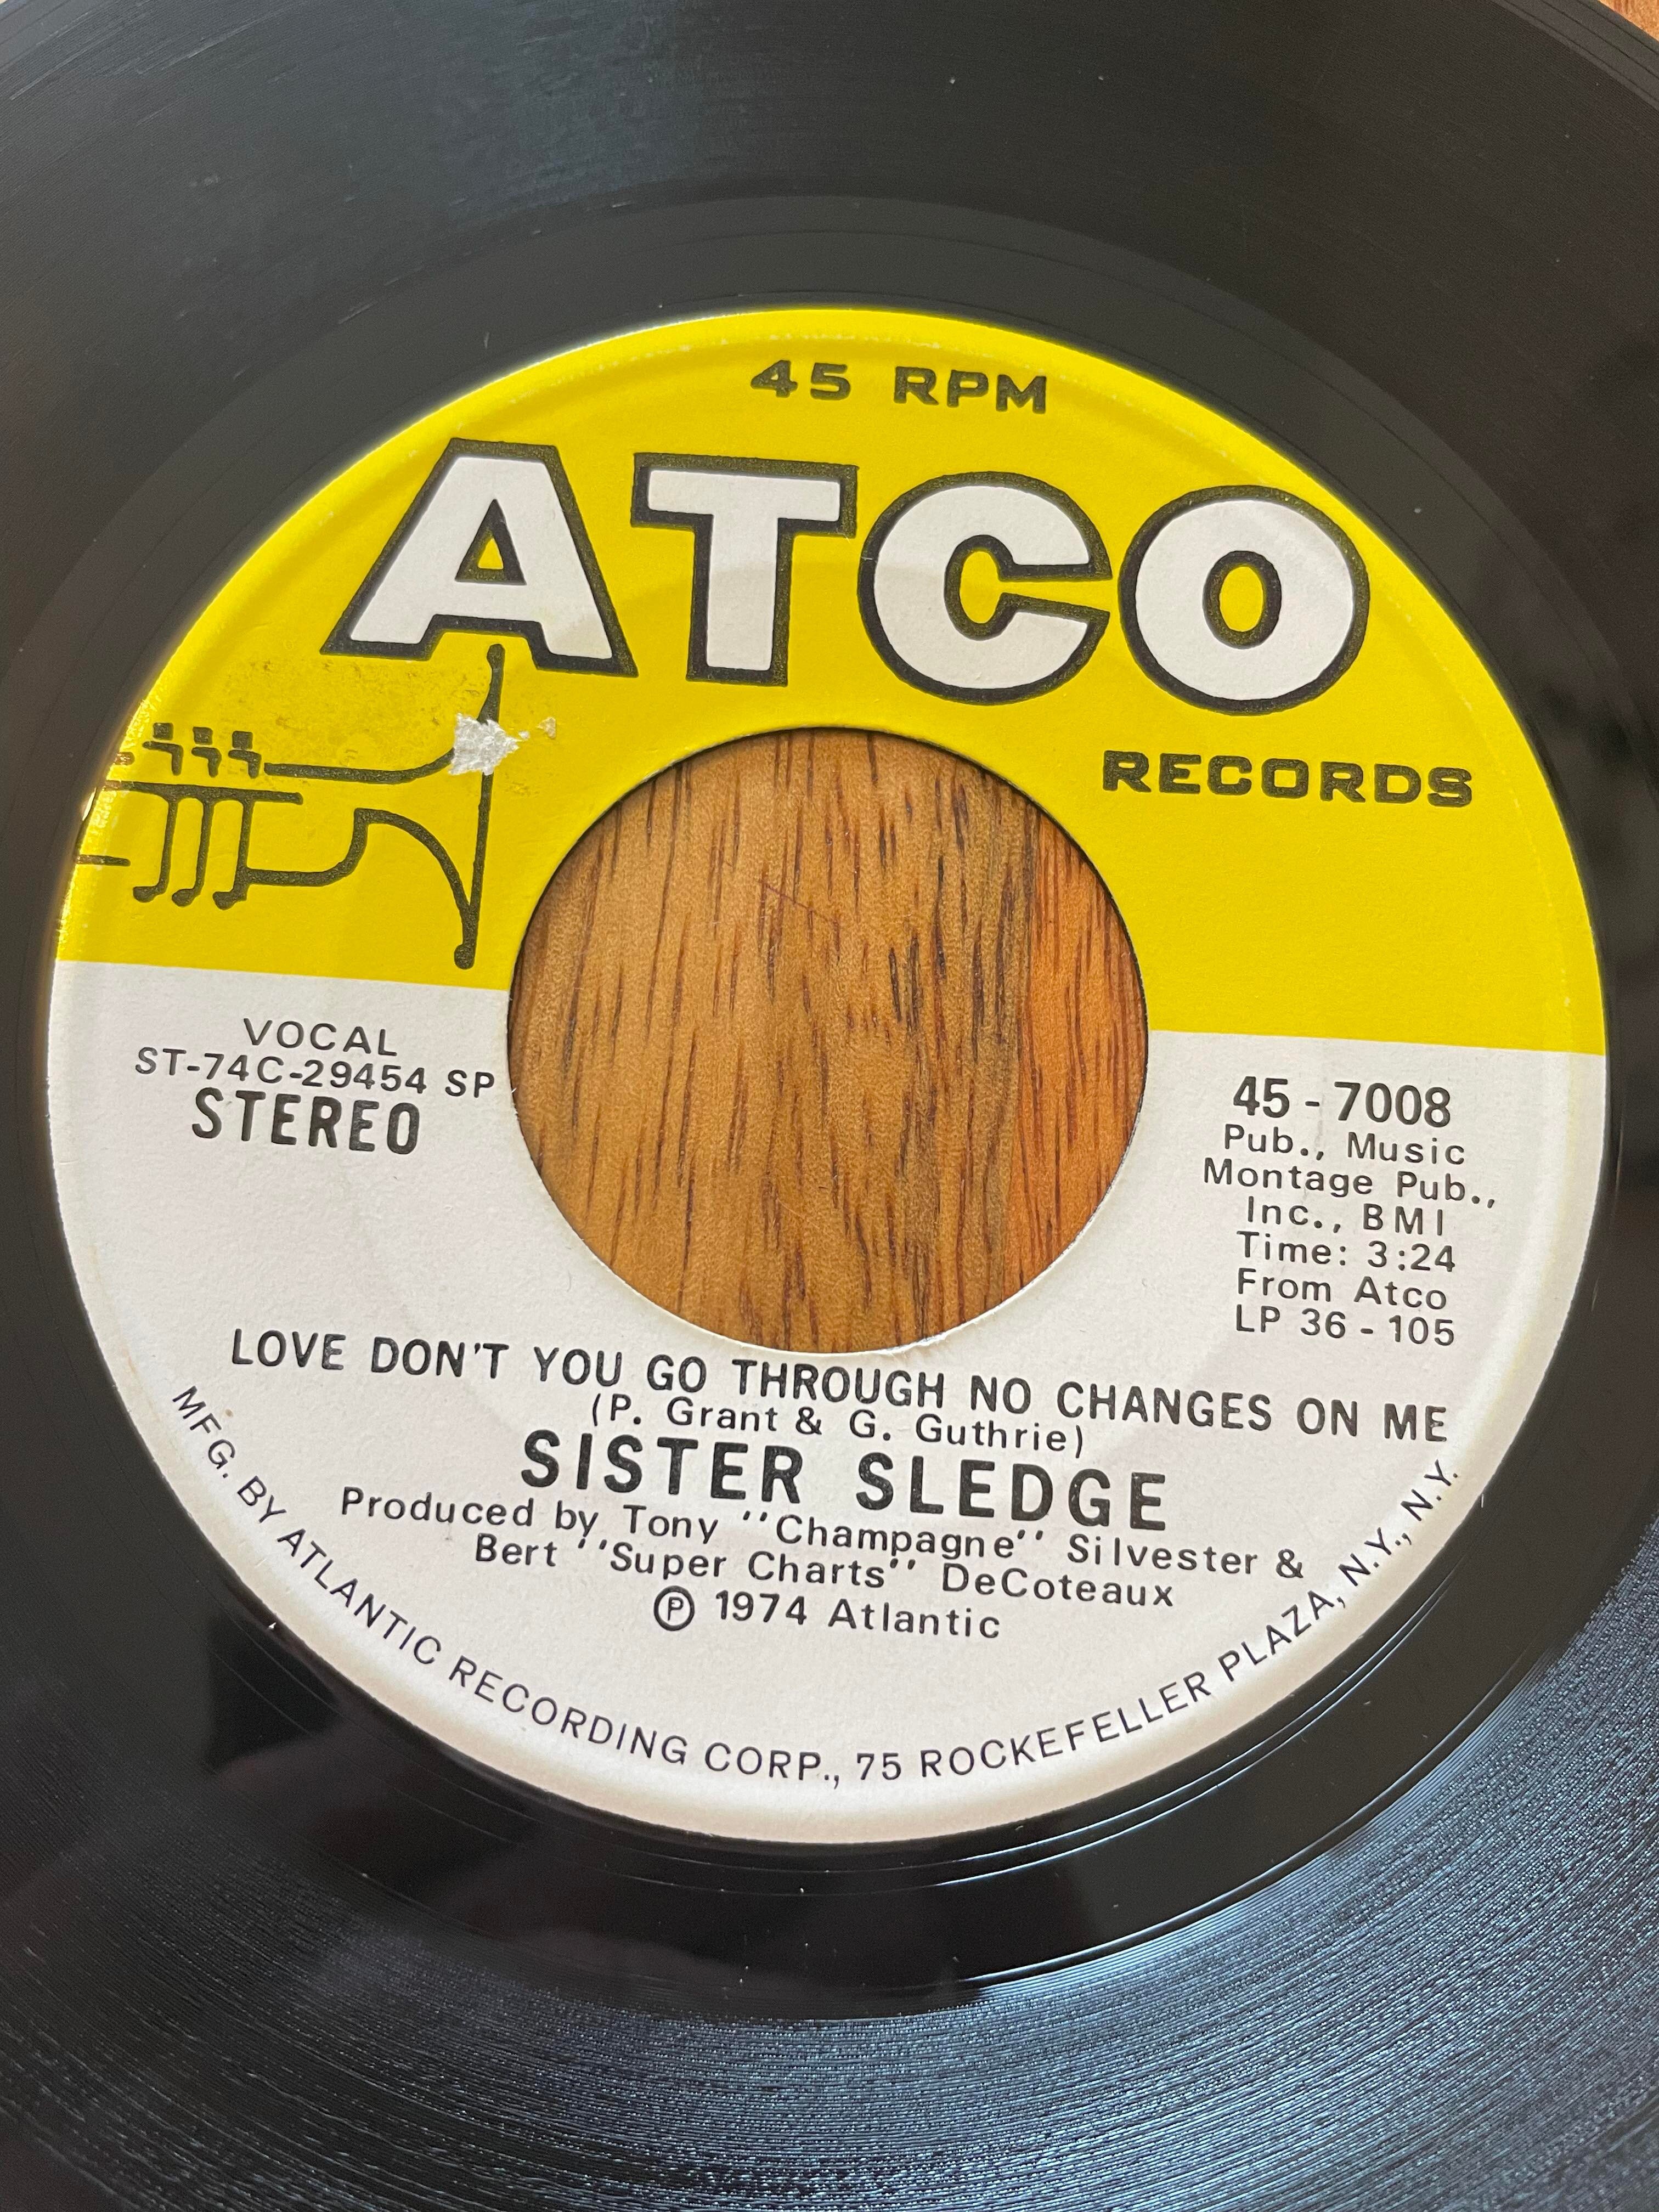 45 RPM
ATCO
RECORDS
VOCAL
ST-74C-29454 SP
STEREO
45-7008
Pub., Music
Montage Pub.,
Inc., BMI
Time: 3:24
From Atco
LP 36-105
LOVE DON'T YOU GO THROUGH NO CHANGES ON ME
(P. Grant & G. Guthrie)
SISTER SLEDGE
Produced by Tony "Champagne" Silvester &
Bert "Super Charts" DeCoteaux
Ⓟ 1974 Atlantic
MFG. BY ATLANTIC RECORDING CORP., 75 ROCKEFELLER PLAZA, N.Y., N.Y.